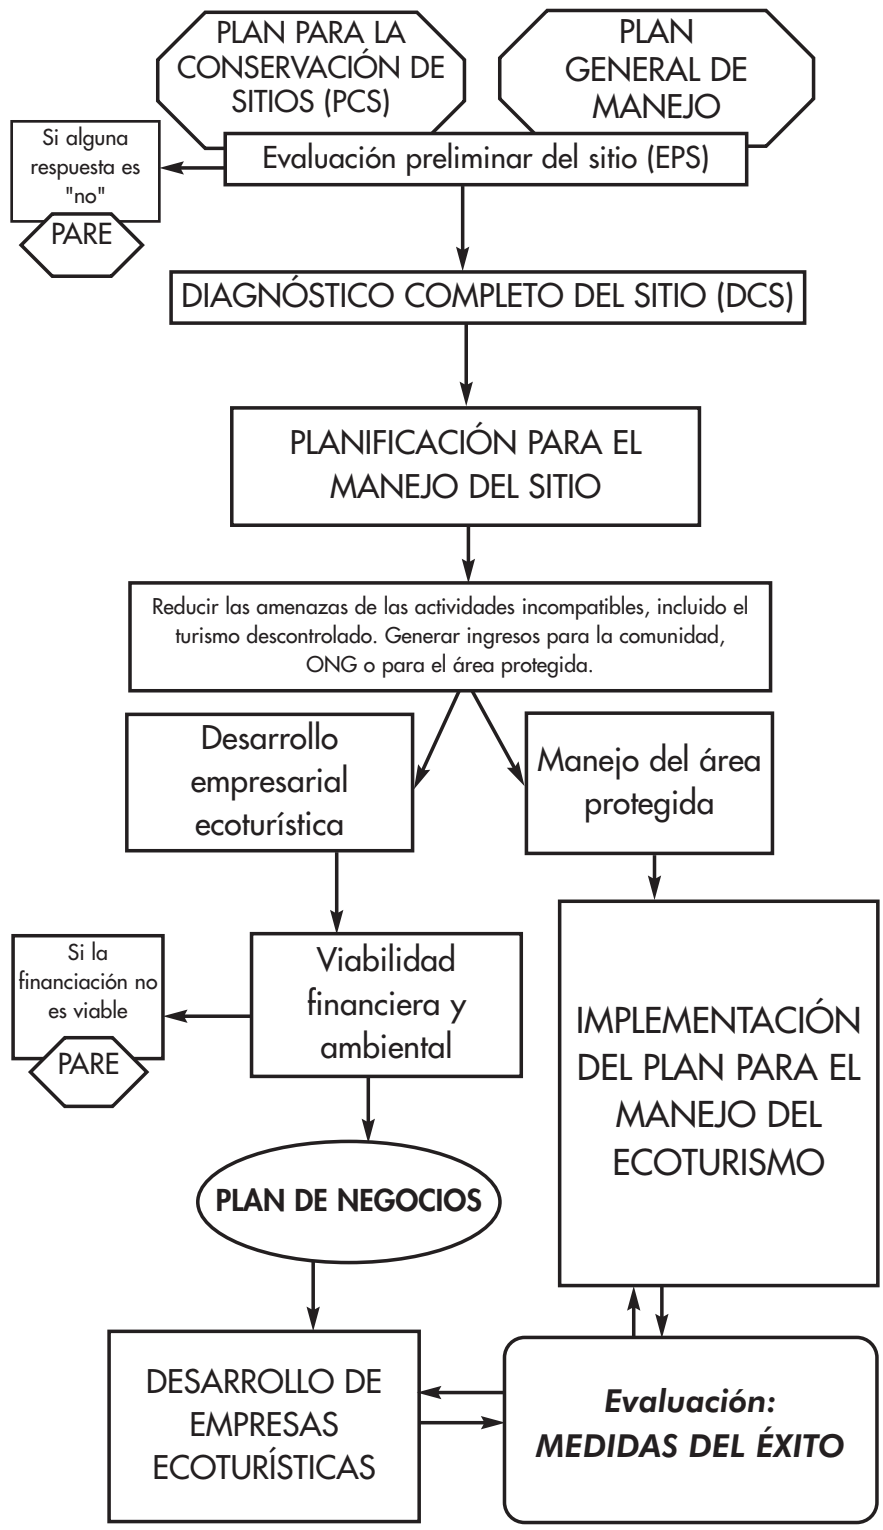 PLAN PARA LA
CONSERVACIÓN DE
SITIOS (PCS)
PLAN
GENERAL DE
MANEJO
Evaluación preliminar del sitio (EPS)
Si alguna
respuesta es
"no"
PARE
DIAGNÓSTICO COMPLETO DEL SITIO (DCS)
PLANIFICACIÓN PARA EL
MANEJO DEL SITIO
Reducir las amenazas de las actividades incompatibles, incluido el
turismo descontrolado. Generar ingresos para la comunidad,
ONG o para el área protegida.
Desarrollo
empresarial
ecoturística
Manejo del área
protegida
Si la
financiación no
es viable
PARE
Viabilidad
financiera y
ambiental
IMPLEMENTACIÓN
DEL PLAN PARA EL
MANEJO DEL
ECOTURISMO
PLAN DE NEGOCIOS
DESARROLLO DE
EMPRESAS
ECOTURÍSTICAS
Evaluación:
MEDIDAS DEL ÉXITO